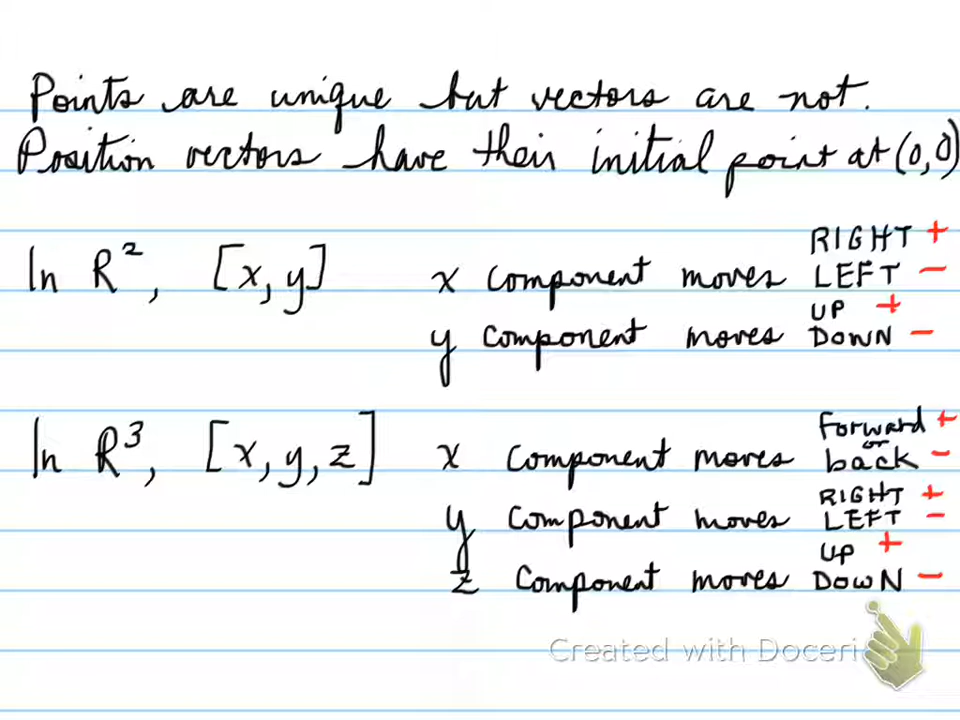 Points are unique but vectors are not.
Position vectors have their initial point at (0,0)
In R², [x, y]
x component moves RIGHT + LEFT −
y component moves UP + DOWN −
In R³, [x, y, z]
x component moves Forward + or back −
y component moves RIGHT + LEFT −
z component moves UP + DOWN −
Created with Doceri